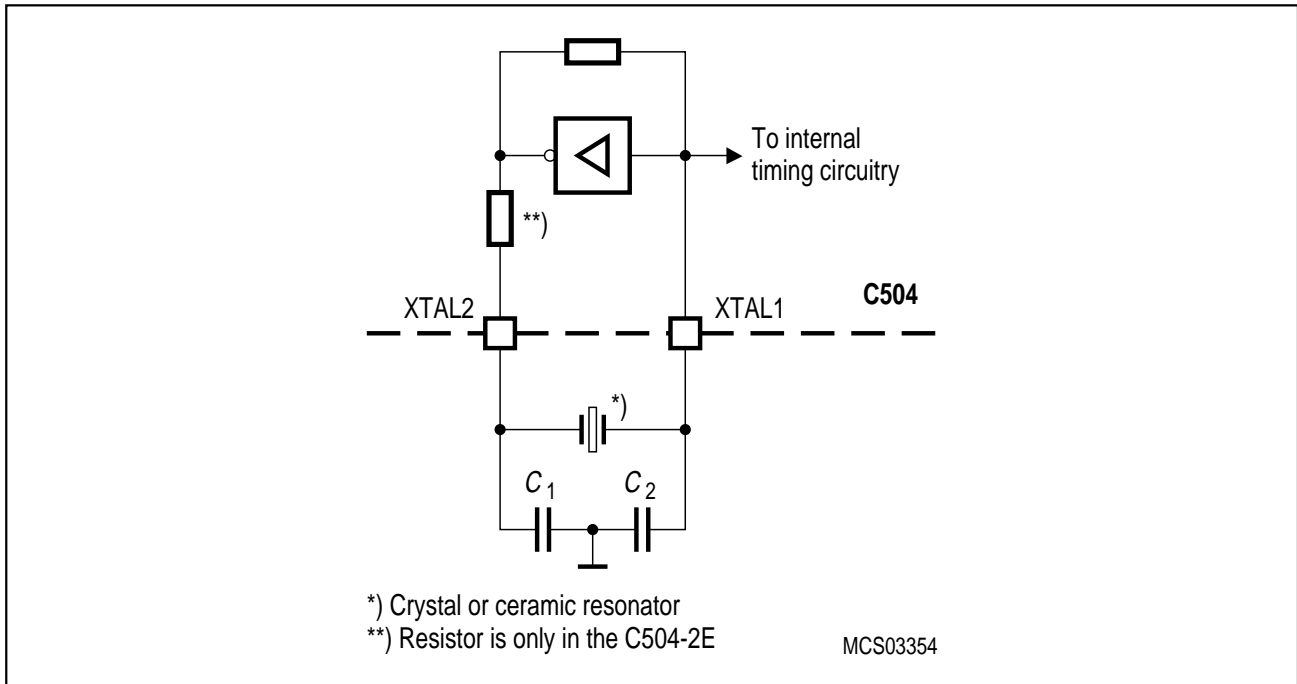 To internal
timing circuitry
**)
C504
XTAL2
XTAL1
*)
C1
C2
*) Crystal or ceramic resonator
**) Resistor is only in the C504-2E
MCS03354